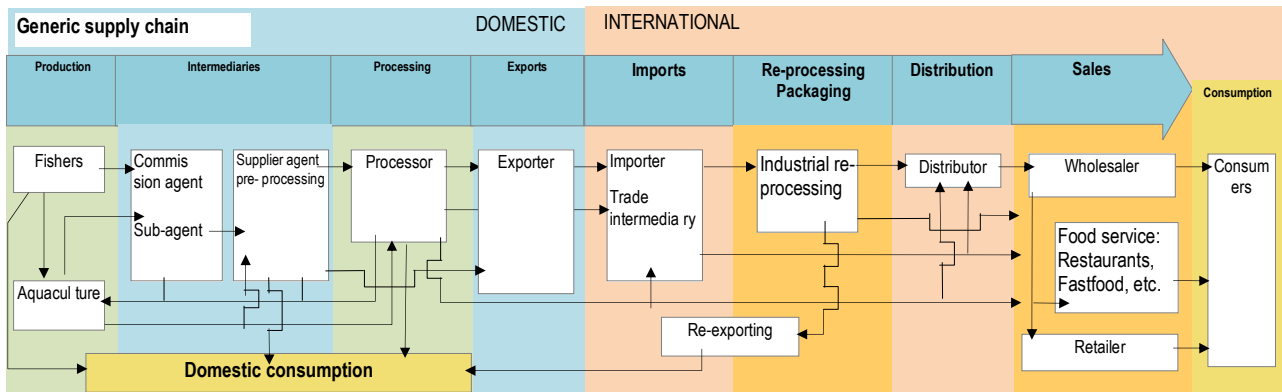 Generic supply chain
DOMESTIC
INTERNATIONAL
Production
Intermediaries
Processing
Exports
Imports
Re-processing
Packaging
Distribution
Sales
Consumption
Fishers
Commis
sion agent
Sub-agent
Supplier agent
pre- processing
Processor
Exporter
Importer
Trade
intermedia ry
Industrial re-
processing
Distributor
Wholesaler
Consum
ers
Food service:
Restaurants,
Fastfood, etc.
Aquacul ture
Re-exporting
Retailer
Domestic consumption